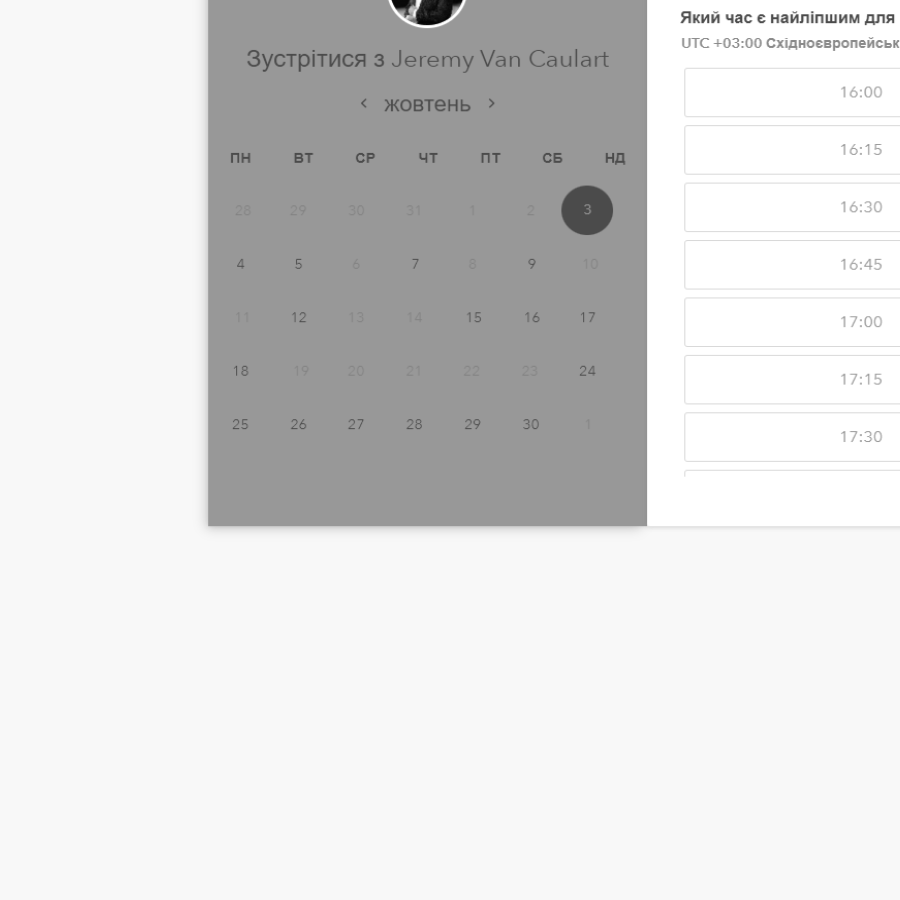 Зустрітися з Jeremy Van Caulart
жовтень
ПН ВТ СР ЧТ ПТ СБ НД
28 29 30 31 1 2 3
4 5 6 7 8 9 10
11 12 13 14 15 16 17
18 19 20 21 22 23 24
25 26 27 28 29 30 1
Який час є найліпшим для
UTC +03:00 Східноєвропейськ
16:00
16:15
16:30
16:45
17:00
17:15
17:30